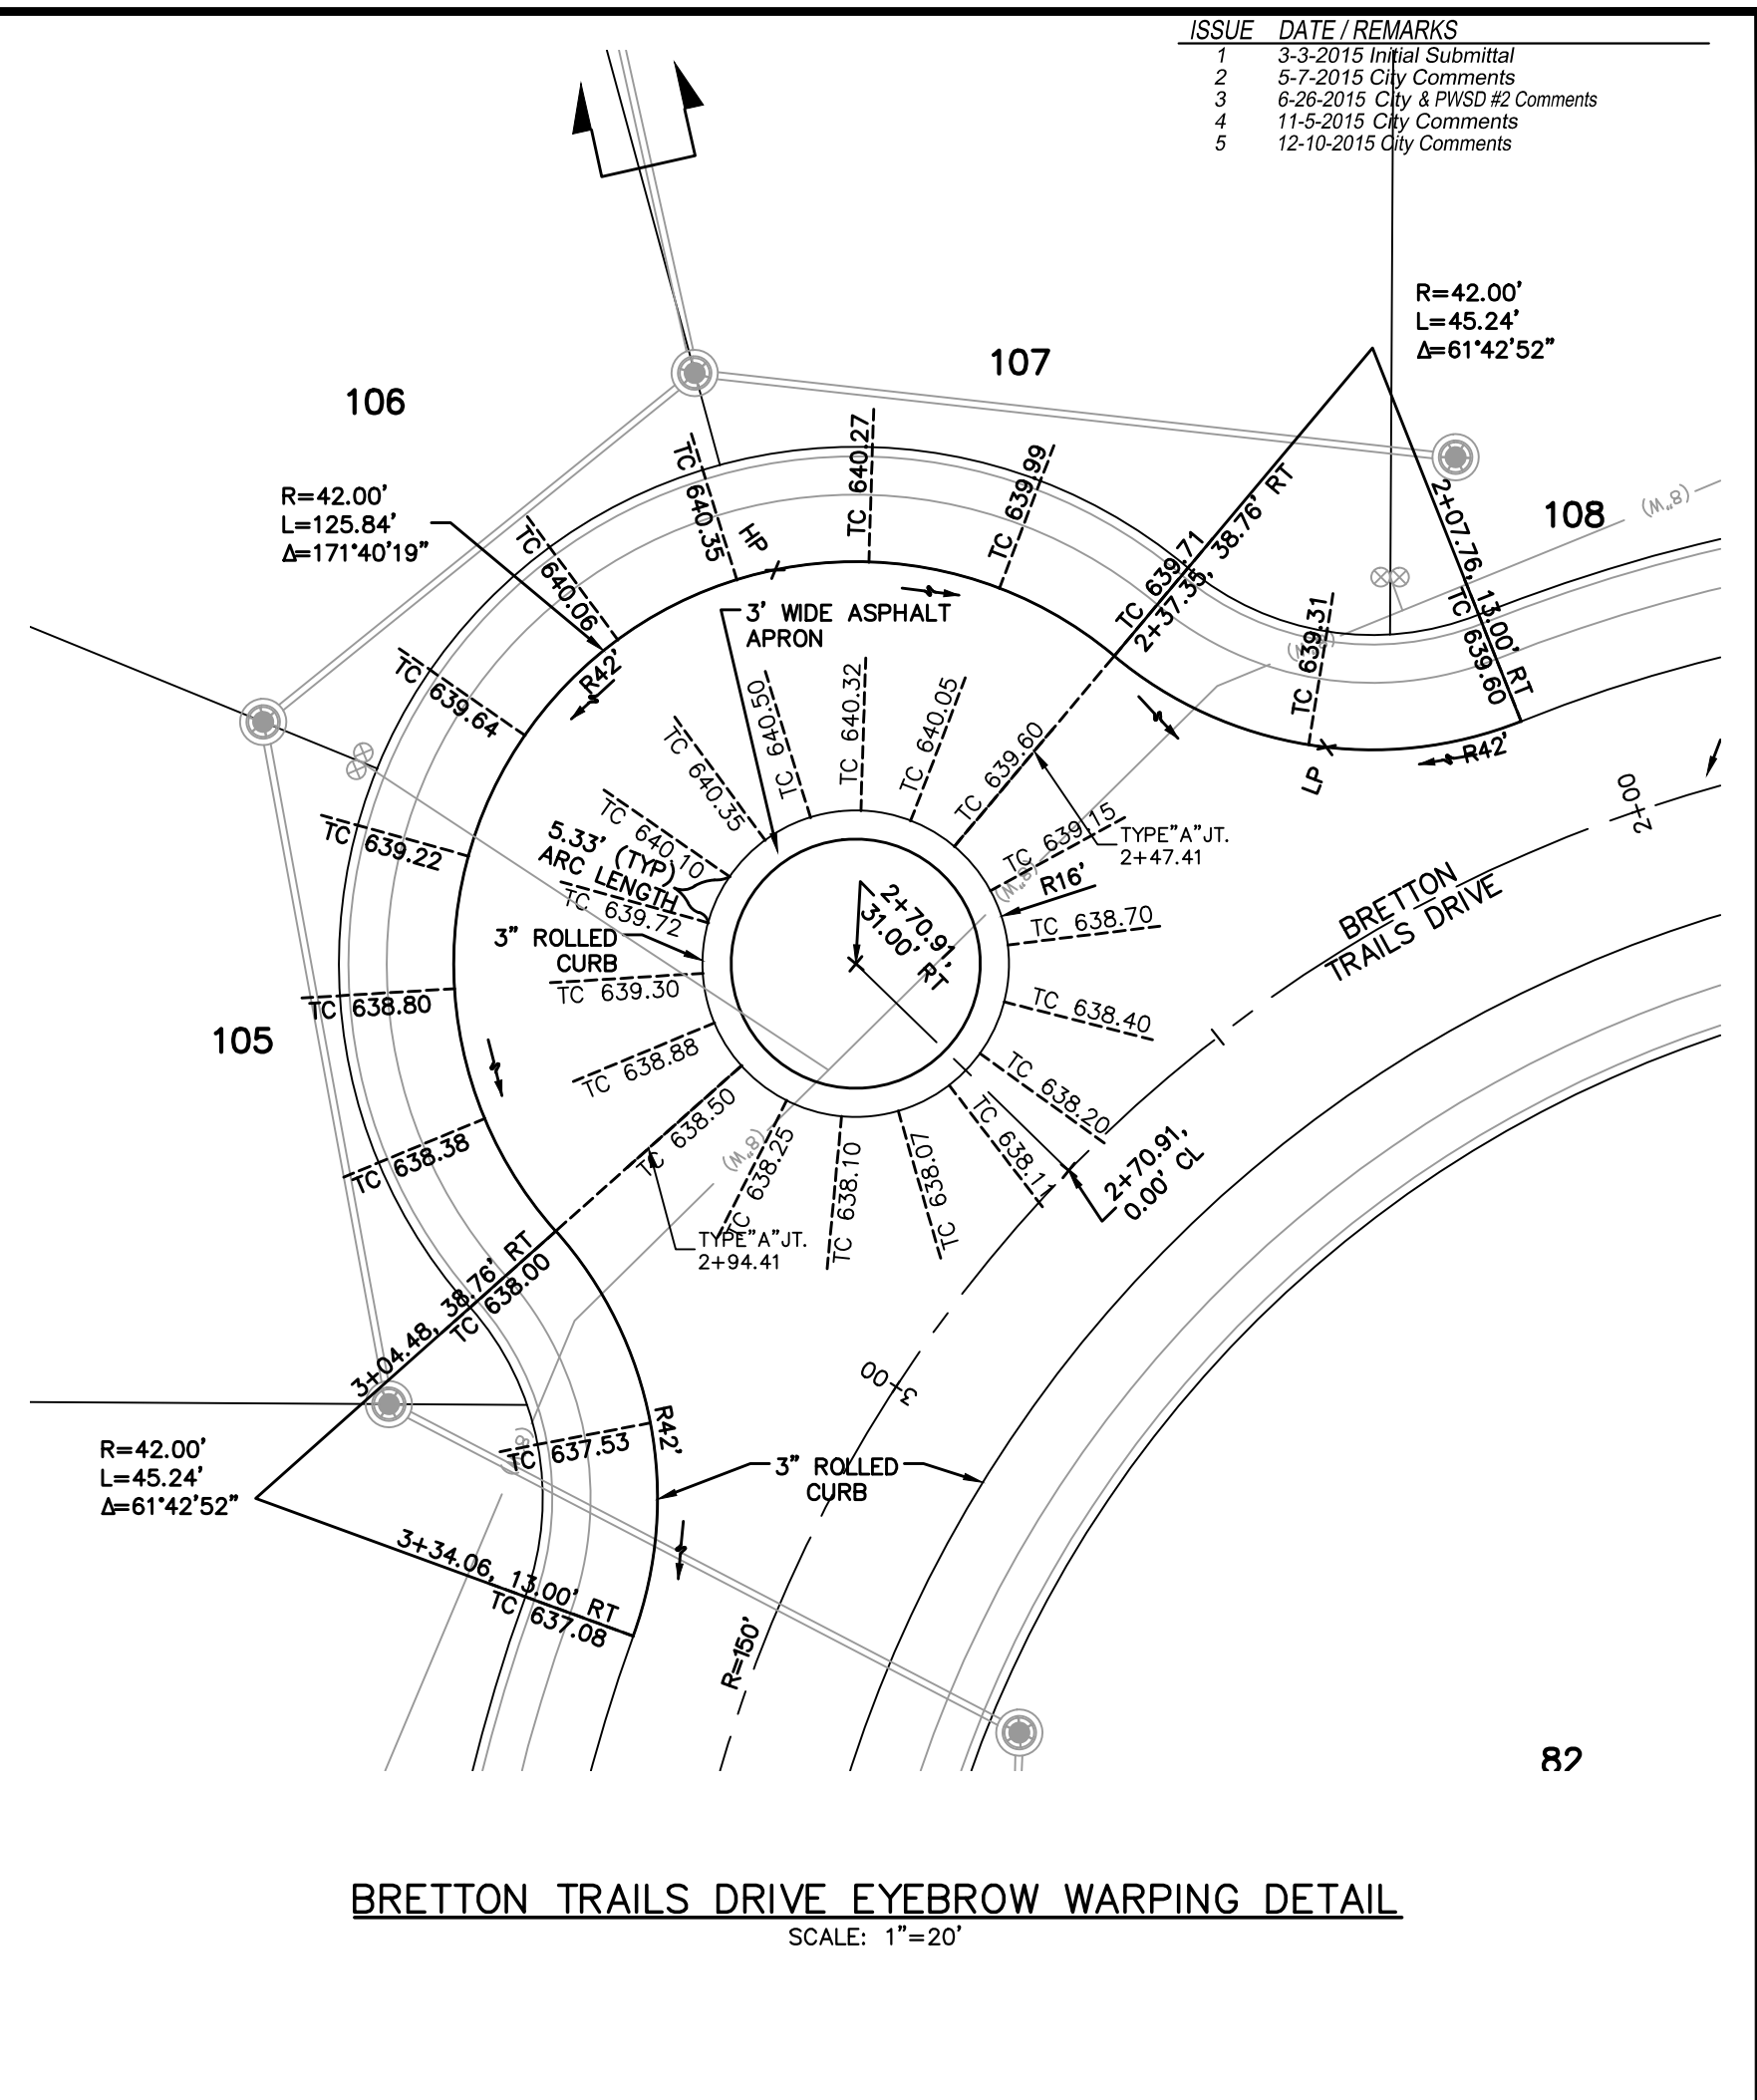 ISSUE DATE / REMARKS
1 3-3-2015 Initial Submittal
2 5-7-2015 City Comments
3 6-26-2015 City & PWSD #2 Comments
4 11-5-2015 City Comments
5 12-10-2015 City Comments
R=42.00'
L=45.24'
Δ=61°42'52"
107
106
108
(8"W)
R=42.00'
L=125.84'
Δ=171°40'19"
TC 640.27
TC 639.99
TC 640.35
HP
TC 640.06
TC 639.71
2+37.35, 38.76' RT
2+07.76, 13.00' RT
TC 639.60
TC 639.31
LP
R42'
R42'
3' WIDE ASPHALT
APRON
TC 639.64
TC 639.22
TC 638.80
TC 638.38
105
TC 640.50
TC 640.32
TC 640.05
TC 639.60
TC 640.35
TC 640.10
5.33' (TYP)
ARC LENGTH
TC 639.72
TC 639.15
TYPE"A"JT.
2+47.41
(8"W)
R16'
TC 638.70
3" ROLLED
CURB
2+70.91,
31.00' RT
TC 639.30
TC 638.40
TC 638.88
TC 638.20
TC 638.50
TC 638.25
TC 638.10
TC 638.07
TC 638.11
(8"W)
2+70.91,
0.00' CL
BRETTON
TRAILS DRIVE
2+00
TYPE"A"JT.
2+94.41
3+04.48, 38.76' RT
TC 638.00
3+00
R42'
TC 637.53
3" ROLLED
CURB
R=42.00'
L=45.24'
Δ=61°42'52"
3+34.06, 13.00' RT
TC 637.08
R=150'
82
BRETTON TRAILS DRIVE EYEBROW WARPING DETAIL
SCALE: 1"=20'